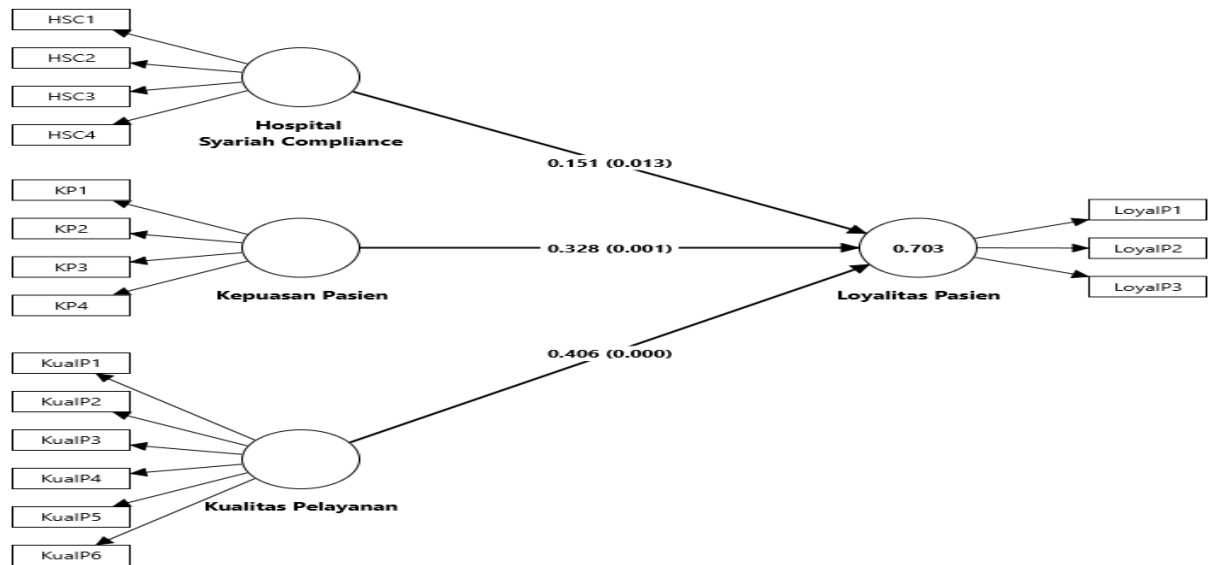 HSC1
HSC2
HSC3
HSC4
Hospital
Syariah Compliance
0.151 (0.013)
KP1
KP2
KP3
KP4
Kepuasan Pasien
0.328 (0.001)
0.703
Loyalitas Pasien
LoyalP1
LoyalP2
LoyalP3
0.406 (0.000)
KualP1
KualP2
KualP3
KualP4
KualP5
KualP6
Kualitas Pelayanan